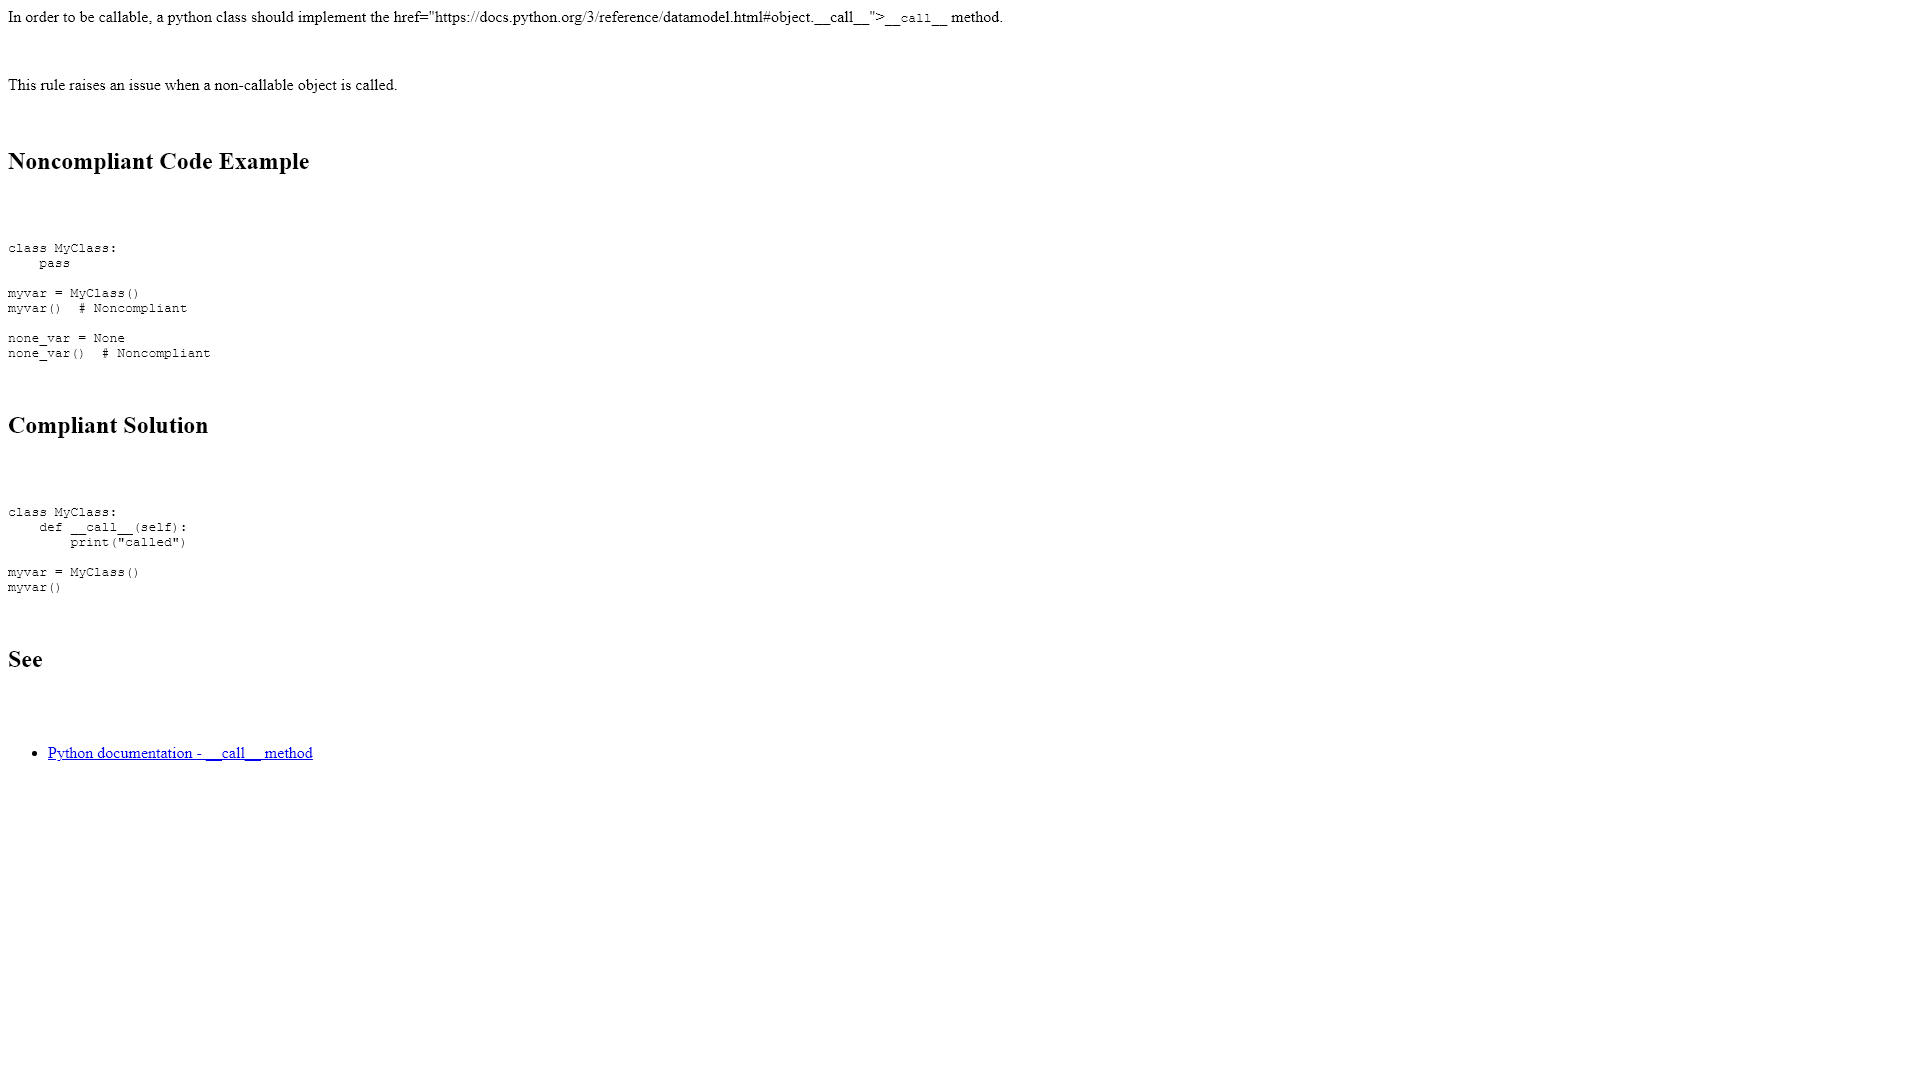 In order to be callable, a python class should implement the href="https://docs.python.org/3/reference/datamodel.html#object.__call__">__call__ method.
This rule raises an issue when a non-callable object is called.
Noncompliant Code Example
class MyClass:
    pass
myvar = MyClass()
myvar()  # Noncompliant
none_var = None
none_var()  # Noncompliant
Compliant Solution
class MyClass:
    def __call__(self):
        print("called")
myvar = MyClass()
myvar()
See
• Python documentation - __call__ method